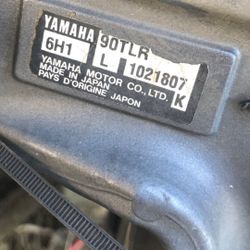 YAMAHA 90TLR
6H1 L 1021807
YAMAHA MOTOR CO., LTD.
MADE IN JAPAN K
PAYS D'ORIGINE JAPON